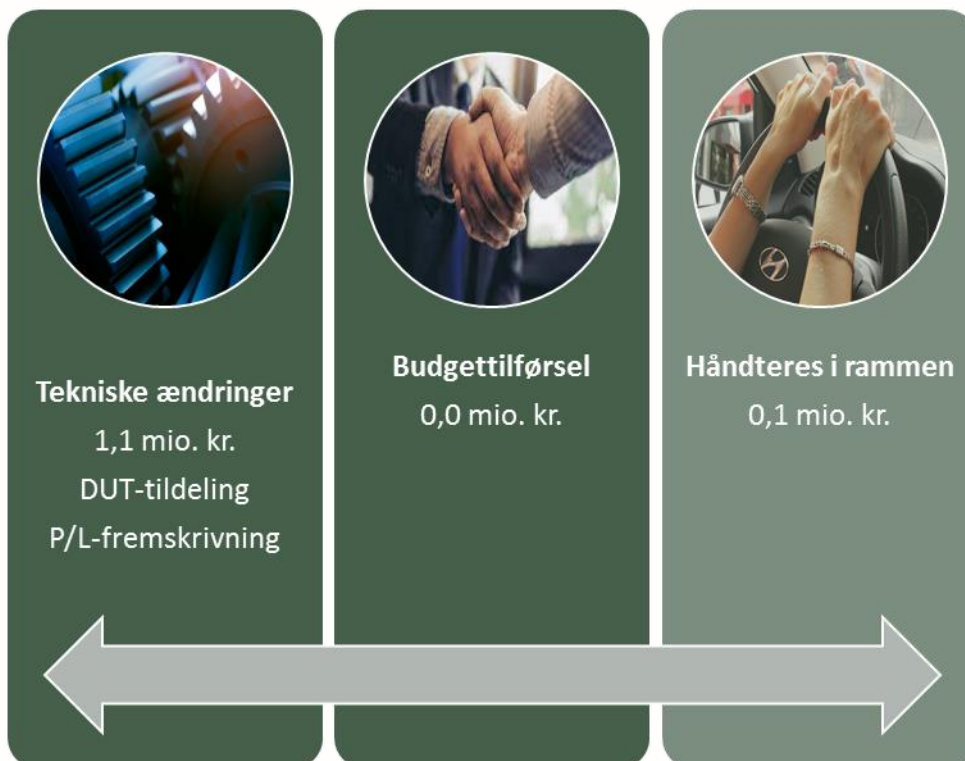 Tekniske ændringer
1,1 mio. kr.
DUT-tildeling
P/L-fremskrivning
Budgettilførsel
0,0 mio. kr.
Håndteres i rammen
0,1 mio. kr.